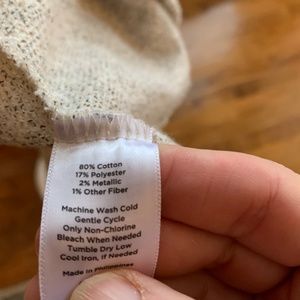 80% Cotton
17% Polyester
2% Metallic
1% Other Fiber
Machine Wash Cold
Gentle Cycle
Only Non-Chlorine
Bleach When Needed
Tumble Dry Low
Cool Iron, If Needed
Made In Philippines